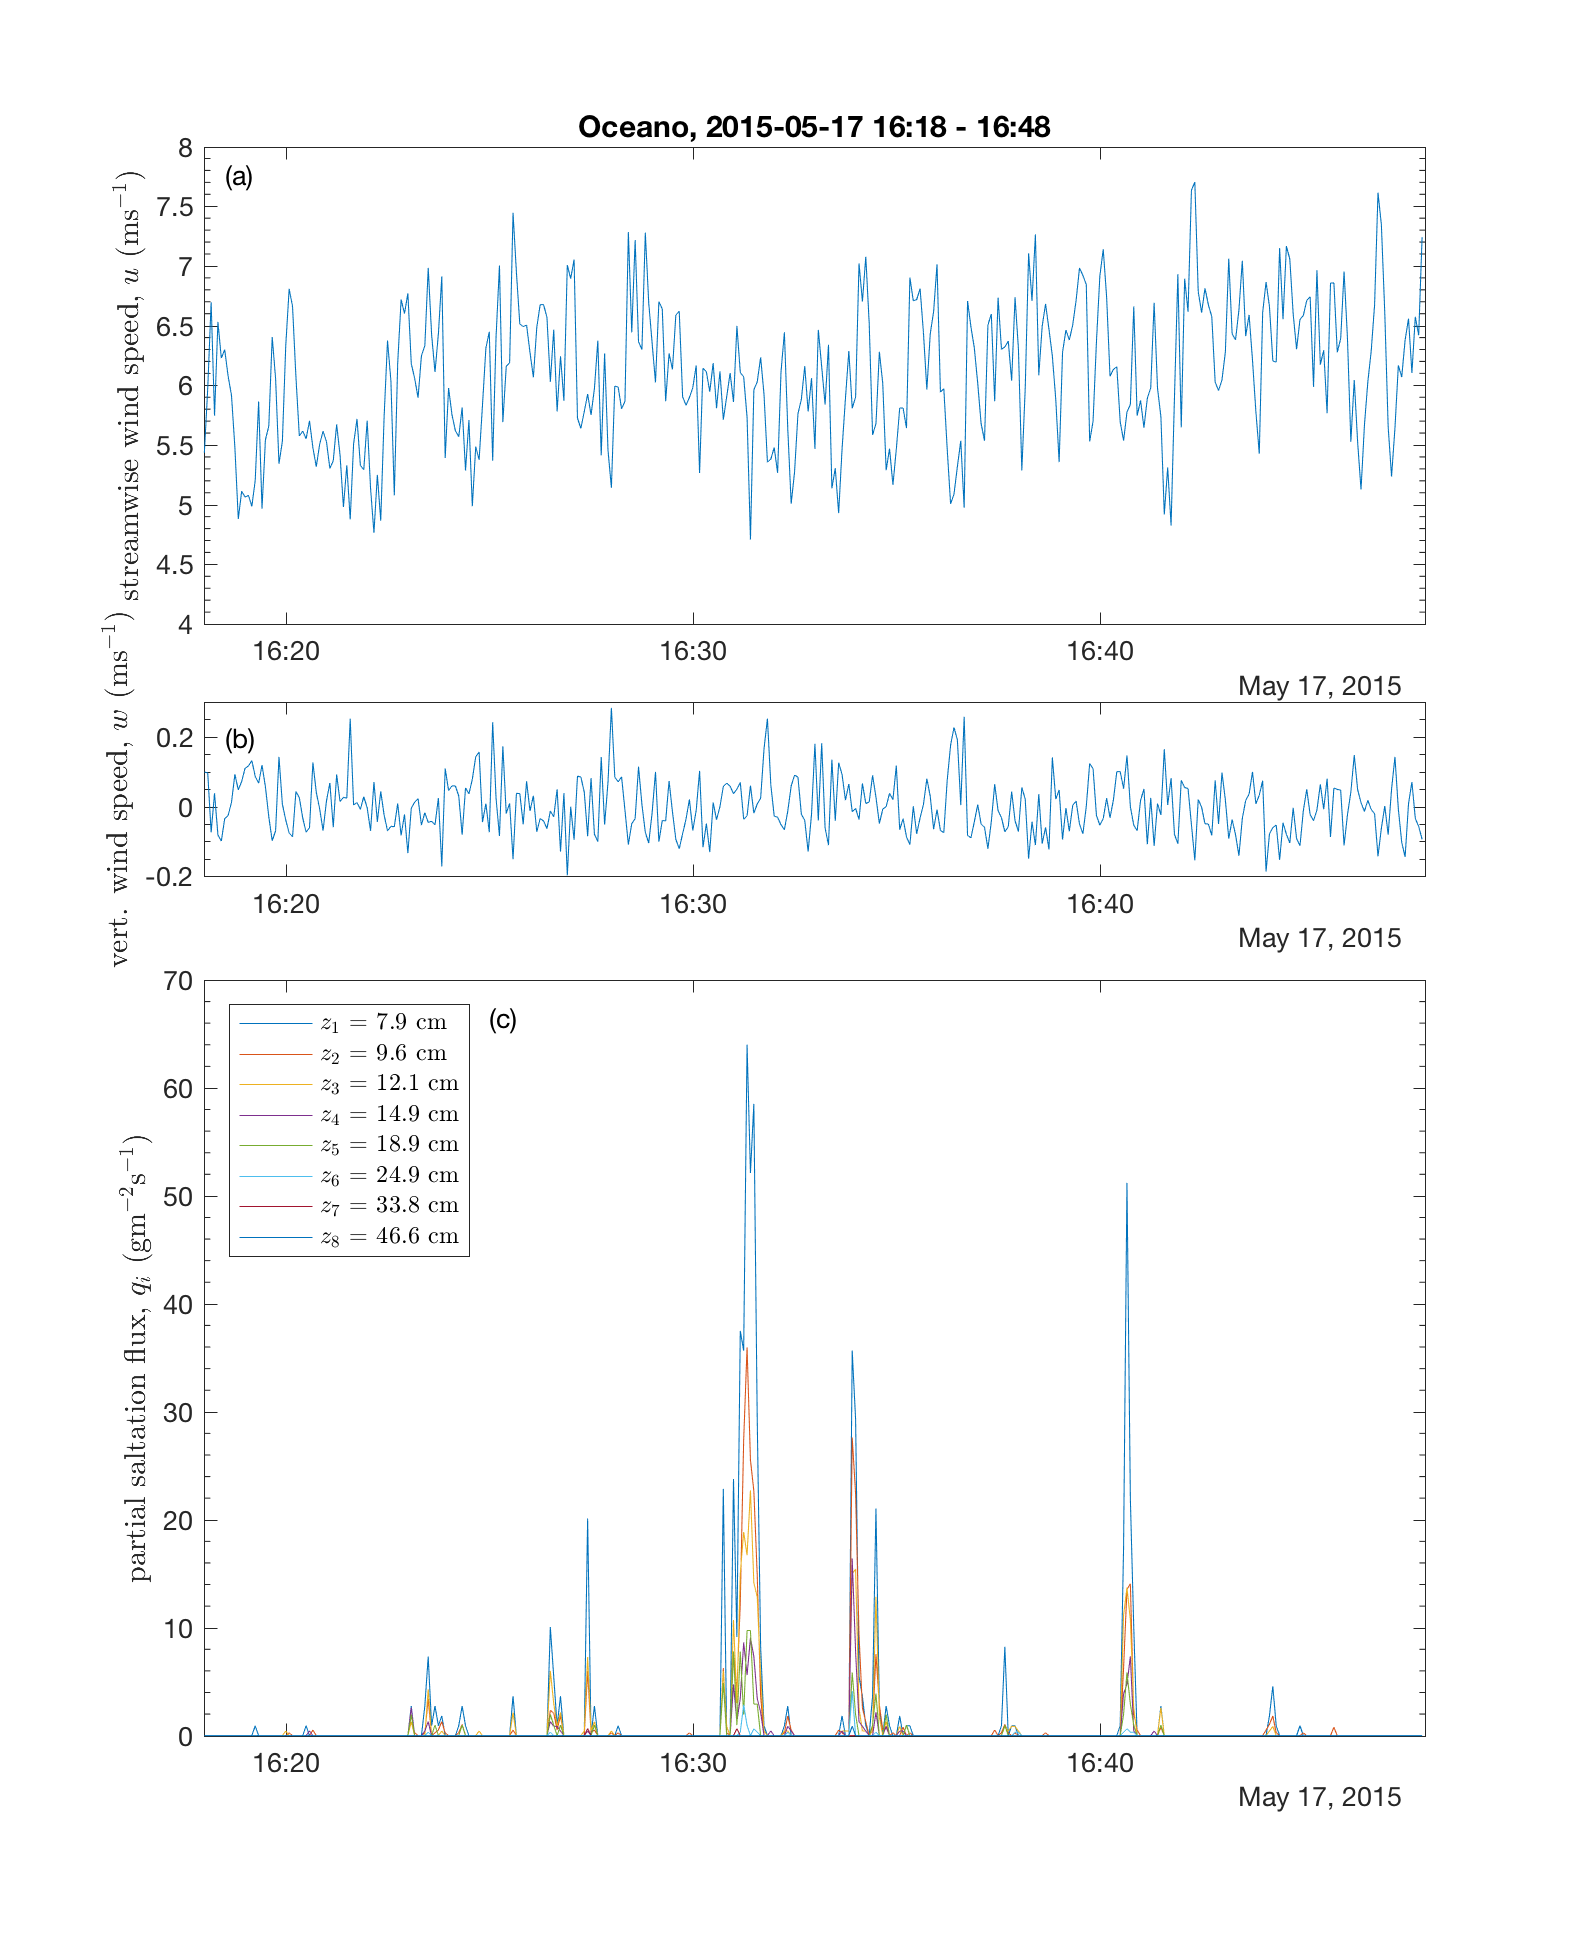 Oceano, 2015-05-17 16:18 - 16:48
(a)
streamwise wind speed, u (ms⁻¹)
8
7.5
7
6.5
6
5.5
5
4.5
4
16:20 16:30 16:40
May 17, 2015
(b)
vert. wind speed, w (ms⁻¹)
0.2
0
-0.2
16:20 16:30 16:40
May 17, 2015
(c)
partial saltation flux, qᵢ (gm⁻²s⁻¹)
70
60
50
40
30
20
10
0
z₁ = 7.9 cm
z₂ = 9.6 cm
z₃ = 12.1 cm
z₄ = 14.9 cm
z₅ = 18.9 cm
z₆ = 24.9 cm
z₇ = 33.8 cm
z₈ = 46.6 cm
16:20 16:30 16:40
May 17, 2015